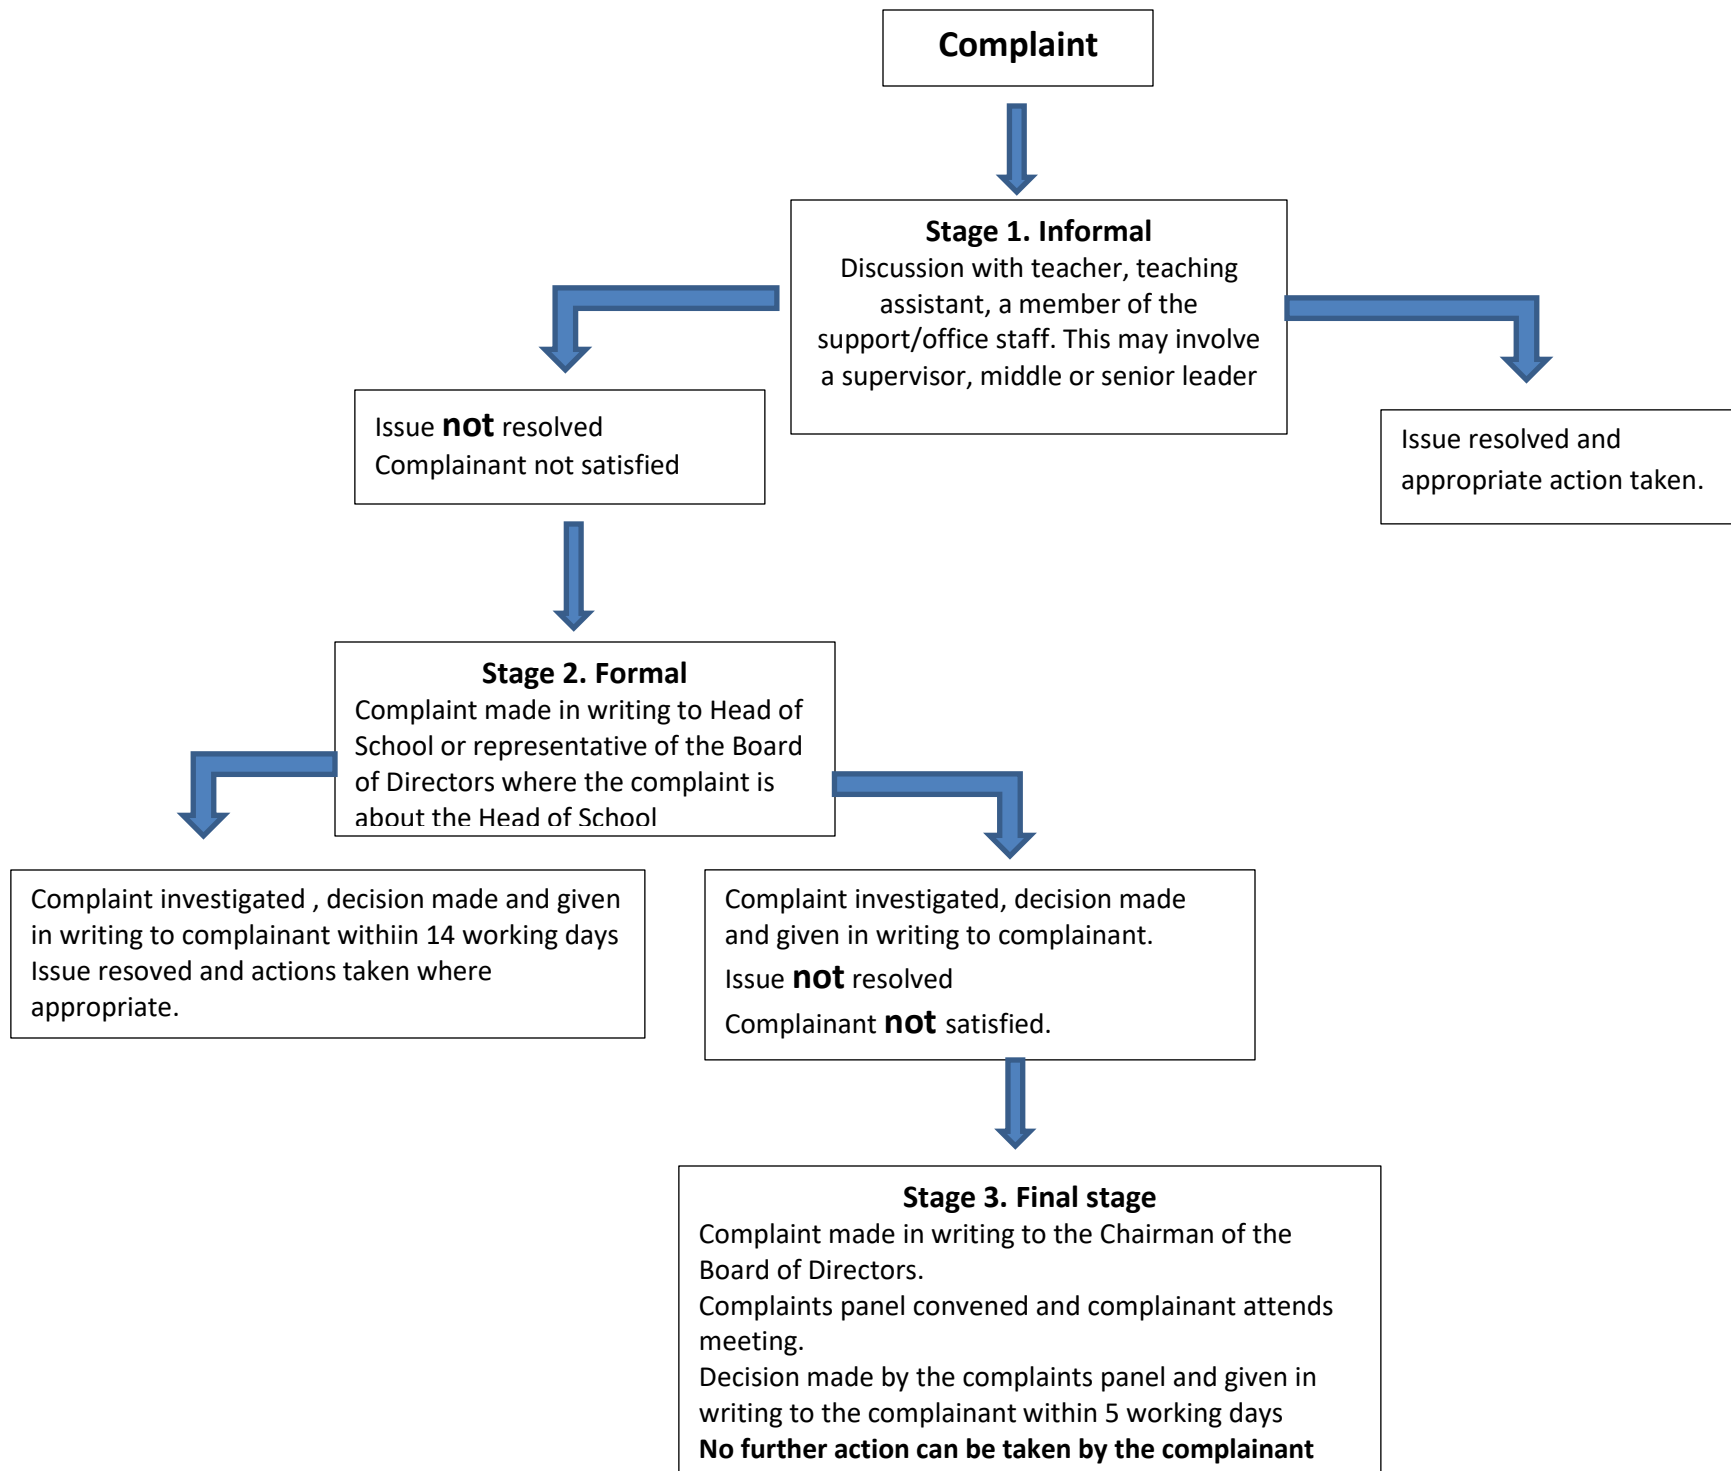 Complaint
Stage 1. Informal
Discussion with teacher, teaching
assistant, a member of the
support/office staff. This may involve
a supervisor, middle or senior leader
Issue not resolved
Complainant not satisfied
Issue resolved and
appropriate action taken.
Stage 2. Formal
Complaint made in writing to Head of
School or representative of the Board
of Directors where the complaint is
about the Head of School
Complaint investigated , decision made and given
in writing to complainant withiin 14 working days
Issue resoved and actions taken where
appropriate.
Complaint investigated, decision made
and given in writing to complainant.
Issue not resolved
Complainant not satisfied.
Stage 3. Final stage
Complaint made in writing to the Chairman of the
Board of Directors.
Complaints panel convened and complainant attends
meeting.
Decision made by the complaints panel and given in
writing to the complainant within 5 working days
No further action can be taken by the complainant